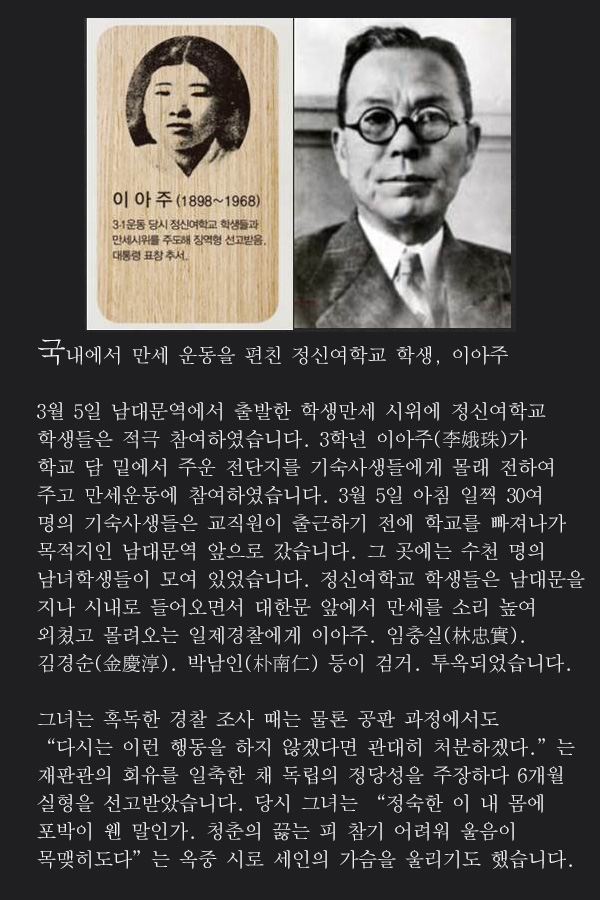 이 아 주 (1898~1968)
3·1운동 당시 정신여학교 학생들과
만세시위를 주도해 징역형 선고받음.
대통령 표창 추서.
국내에서 만세 운동을 편친 정신여학교 학생, 이아주
3월 5일 남대문역에서 출발한 학생만세 시위에 정신여학교
학생들은 적극 참여하였습니다. 3학년 이아주(李娥珠)가
학교 담 밑에서 주운 전단지를 기숙사생들에게 몰래 전하여
주고 만세운동에 참여하였습니다. 3월 5일 아침 일찍 30여
명의 기숙사생들은 교직원이 출근하기 전에 학교를 빠져나가
목적지인 남대문역 앞으로 갔습니다. 그 곳에는 수천 명의
남녀학생들이 모여 있었습니다. 정신여학교 학생들은 남대문을
지나 시내로 들어오면서 대한문 앞에서 만세를 소리 높여
외쳤고 몰려오는 일제경찰에게 이아주. 임충실(林忠實).
김경순(金慶淳). 박남인(朴南仁) 등이 검거. 투옥되었습니다.
그녀는 혹독한 경찰 조사 때는 물론 공판 과정에서도
“다시는 이런 행동을 하지 않겠다면 관대히 처분하겠다.”는
재판관의 회유를 일축한 채 독립의 정당성을 주장하다 6개월
실형을 선고받았습니다. 당시 그녀는 “정숙한 이 내 몸에
포박이 웬 말인가. 청춘의 끓는 피 참기 어려워 울음이
목맺히도다”는 옥중 시로 세인의 가슴을 울리기도 했습니다.